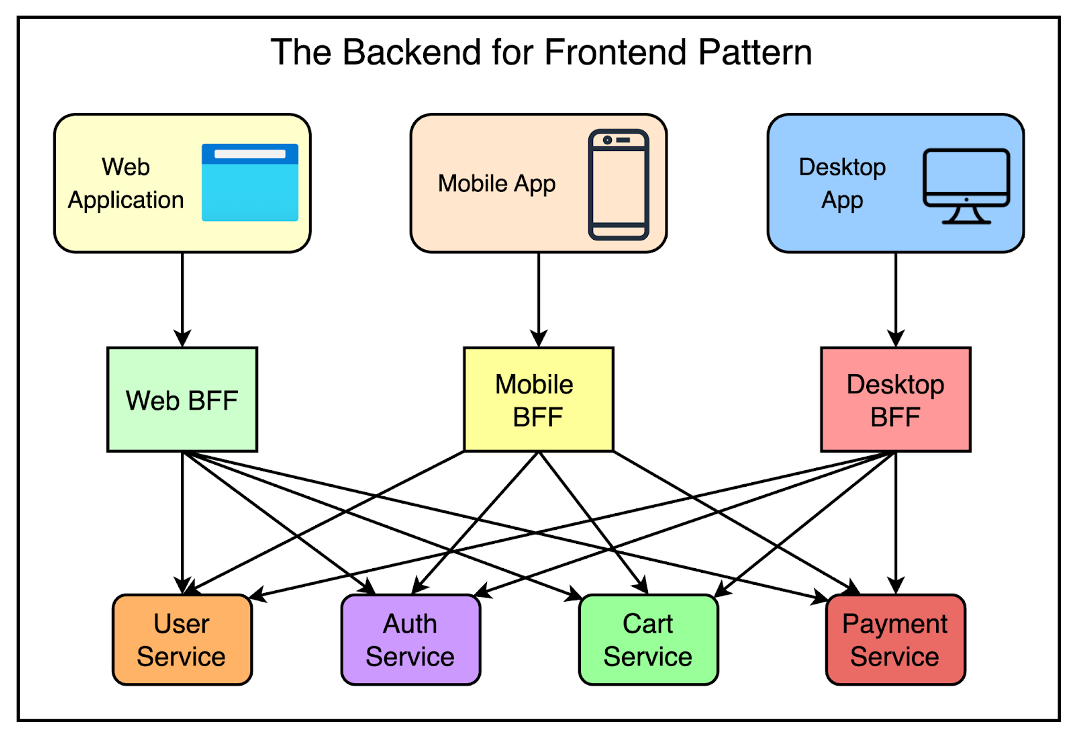 The Backend for Frontend Pattern
Web
Application
Mobile App
Desktop
App
Web BFF
Mobile
BFF
Desktop
BFF
User
Service
Auth
Service
Cart
Service
Payment
Service